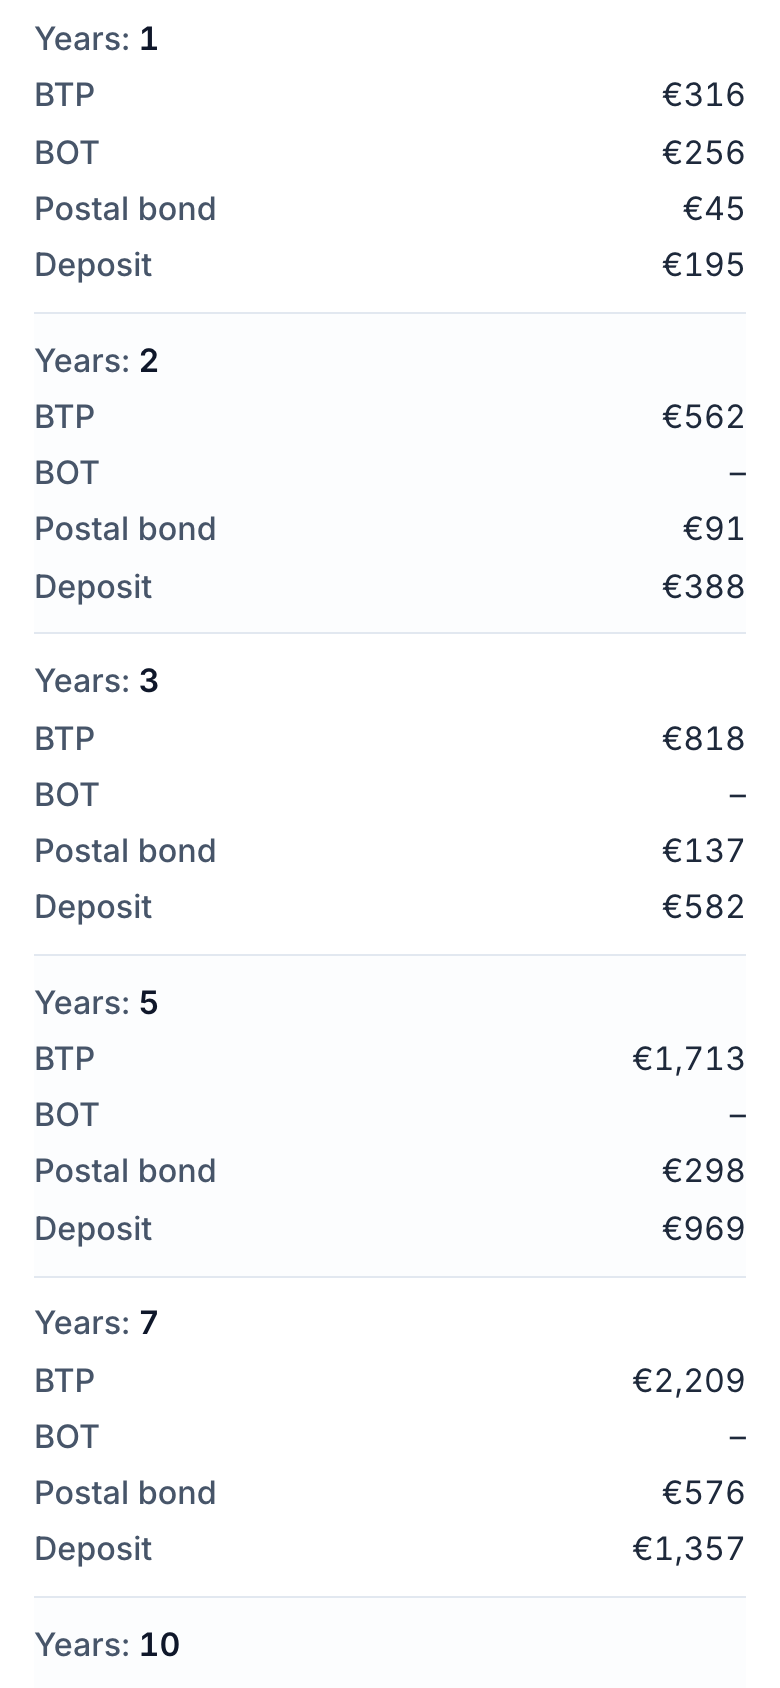 Years: 1
BTP €316
BOT €256
Postal bond €45
Deposit €195
Years: 2
BTP €562
BOT –
Postal bond €91
Deposit €388
Years: 3
BTP €818
BOT –
Postal bond €137
Deposit €582
Years: 5
BTP €1,713
BOT –
Postal bond €298
Deposit €969
Years: 7
BTP €2,209
BOT –
Postal bond €576
Deposit €1,357
Years: 10